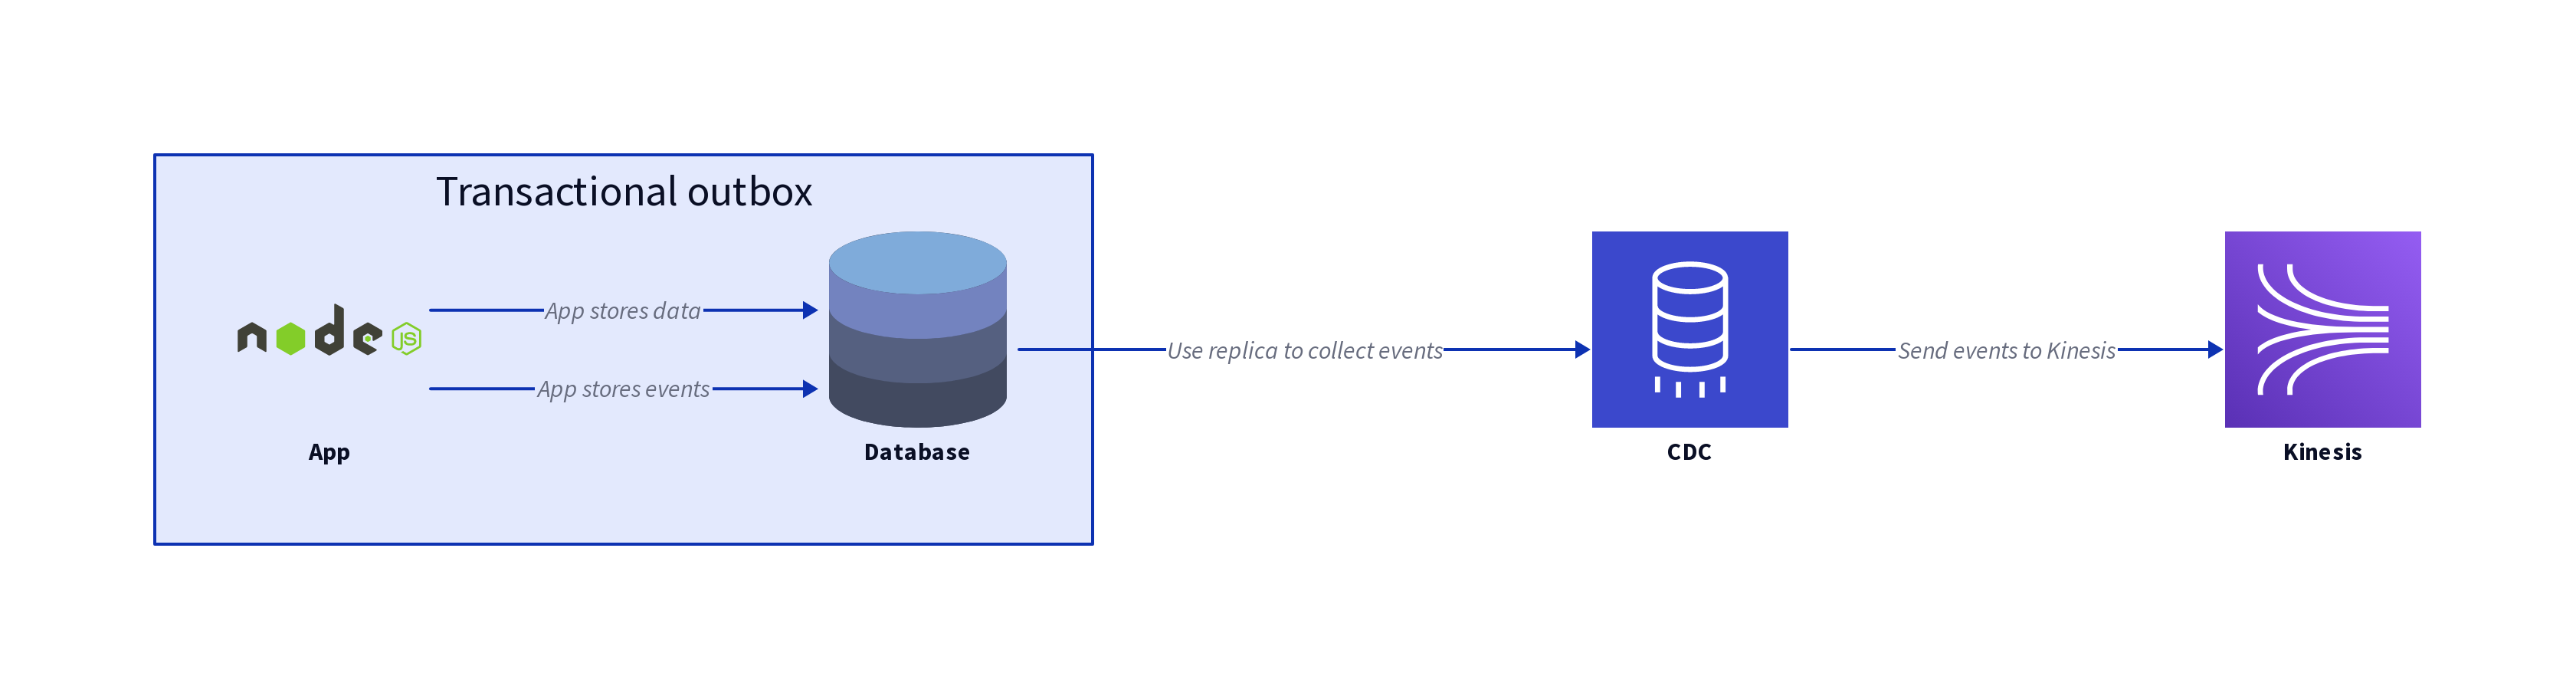 Transactional outbox
App stores data
node JS
App stores events
Use replica to collect events
Send events to Kinesis
App
Database
CDC
Kinesis